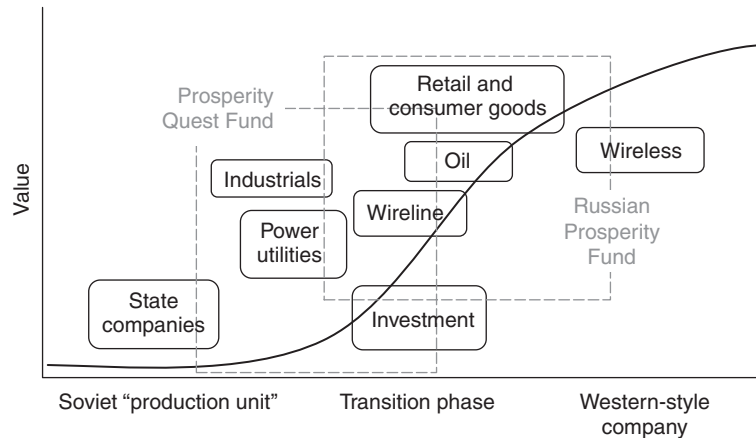 Value
Prosperity
Quest Fund
Retail and
consumer goods
Oil
Wireless
Industrials
Wireline
Power
utilities
Russian
Prosperity
Fund
State
companies
Investment
Soviet “production unit”
Transition phase
Western-style
company